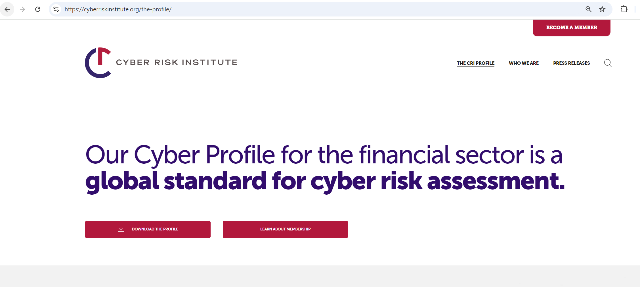 https://cyberriskinstitute.org/the-profile/
BECOME A MEMBER
CYBER RISK INSTITUTE
THE CRI PROFILE WHO WE ARE PRESS RELEASES
Our Cyber Profile for the financial sector is a
global standard for cyber risk assessment.
DOWNLOAD THE PROFILE LEARN ABOUT MEMBERSHIP